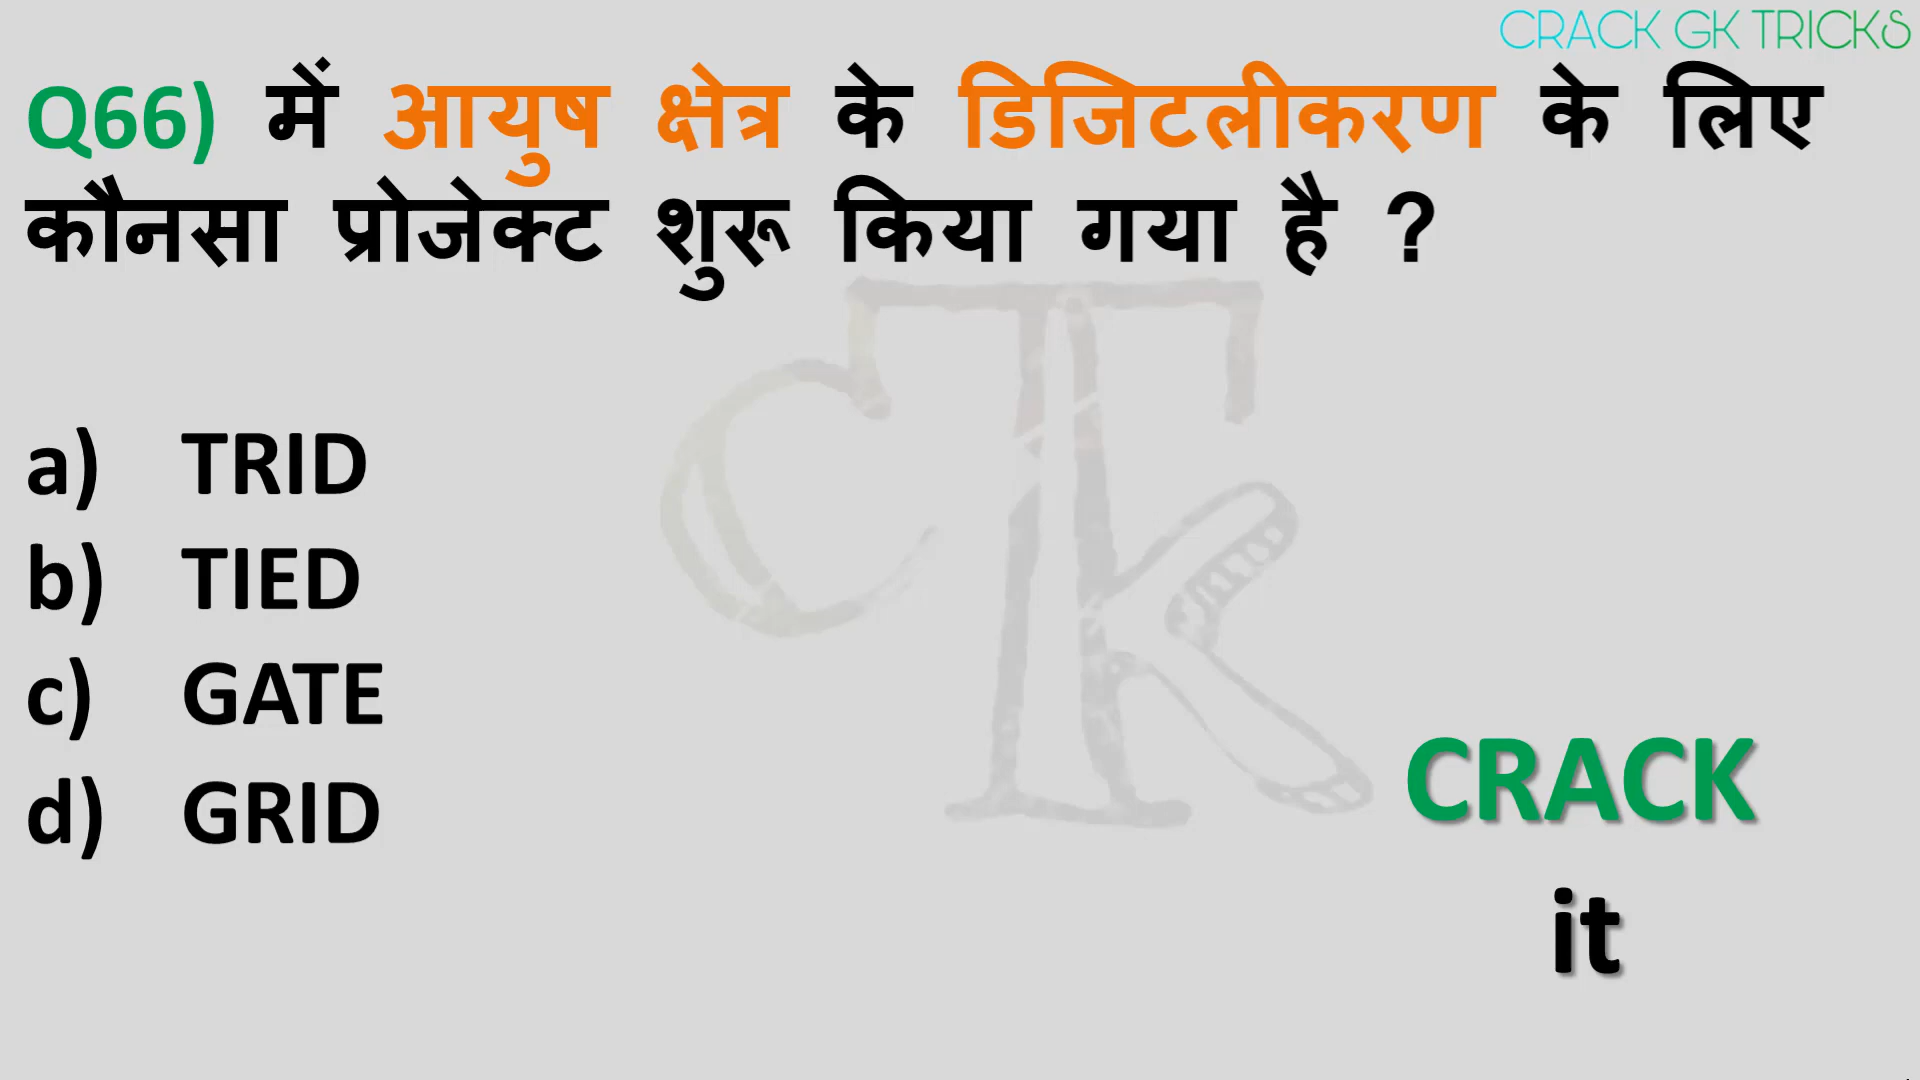 CRACK GK TRICKS
Q66) में आयुष क्षेत्र के डिजिटलीकरण के लिए
कौनसा प्रोजेक्ट शुरू किया गया है ?
a) TRID
b) TIED
c) GATE
d) GRID
CRACK
it